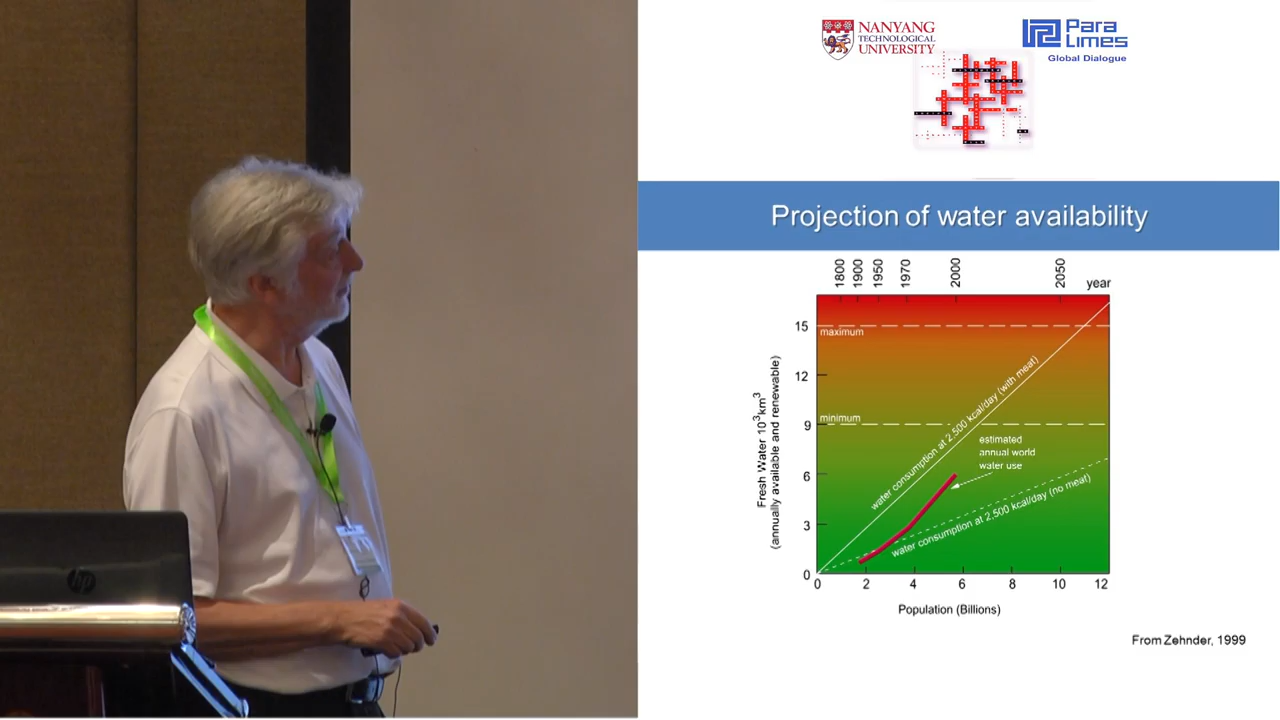 NANYANG
TECHNOLOGICAL
UNIVERSITY
Para
Limes
Global Dialogue
Projection of water availability
1800
1900
1950
1970
2000
2050
year
15
maximum
12
minimum
9
6
3
0
Fresh Water 10³km³
(annually available and renewable)
water consumption at 2,500 kcal/day (with meat)
estimated
annual world
water use
water consumption at 2,500 kcal/day (no meat)
0
2
4
6
8
10
12
Population (Billions)
From Zehnder, 1999
hp